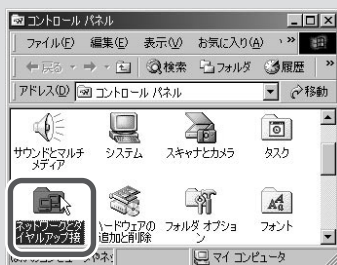 コントロール パネル
ファイル(F) 編集(E) 表示(V) お気に入り(A) »
戻る 検索 フォルダ 履歴 »
アドレス(D) コントロール パネル 移動
サウンドとマルチ
メディア
システム
スキャナとカメラ
タスク
ネットワークとダ
イヤルアップ接
ハードウェアの
追加と削除
フォルダ オプショ
ン
フォント
マイ コンピュータ